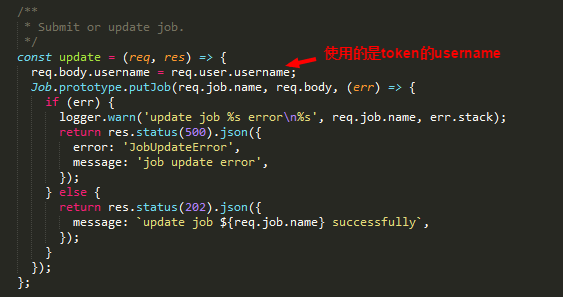 /**
 * Submit or update job.
 */
const update = (req, res) => {
使用的是token的username
  req.body.username = req.user.username;
  Job.prototype.putJob(req.job.name, req.body, (err) => {
    if (err) {
      logger.warn('update job %s error\n%s', req.job.name, err.stack);
      return res.status(500).json({
        error: 'JobUpdateError',
        message: 'job update error',
      });
    } else {
      return res.status(202).json({
        message: `update job ${req.job.name} successfully`,
      });
    }
  });
};